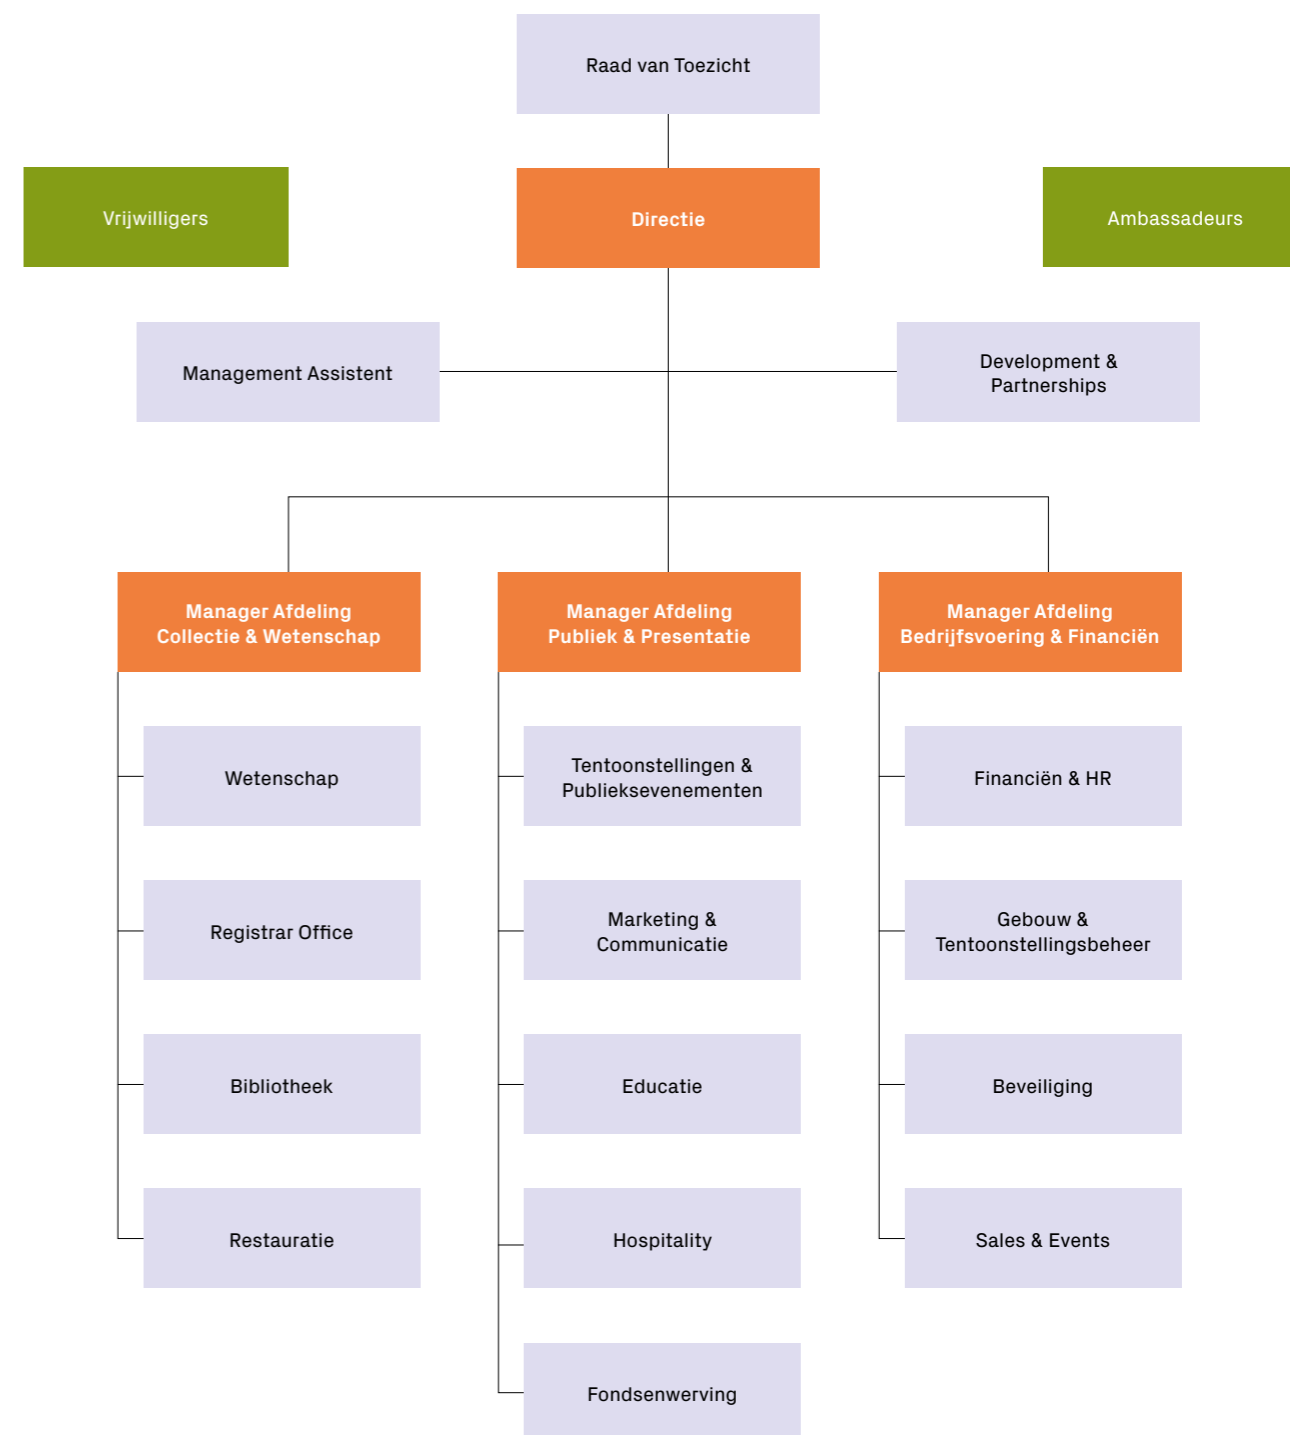 Raad van Toezicht
Vrijwilligers
Directie
Ambassadeurs
Management Assistent
Development &
Partnerships
Manager Afdeling
Collectie & Wetenschap
Manager Afdeling
Publiek & Presentatie
Manager Afdeling
Bedrijfsvoering & Financiën
Wetenschap
Tentoonstellingen &
Publieksevenementen
Financiën & HR
Registrar Office
Marketing &
Communicatie
Gebouw &
Tentoonstellingsbeheer
Bibliotheek
Educatie
Beveiliging
Restauratie
Hospitality
Sales & Events
Fondsenwerving